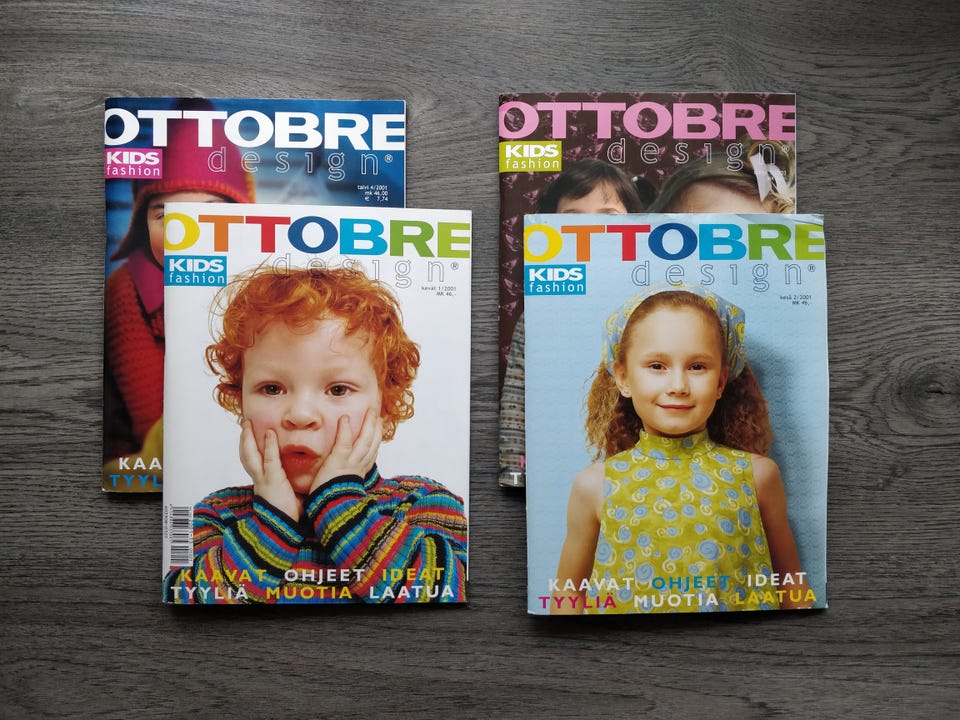 OTTOBRE
design®
KIDS
fashion
talvi 4/2001
mk 46,00
€ 7,74
KAA
TYYL
OTTOBRE
design®
KIDS
fashion
OTTOBRE
design®
KIDS
fashion
kevät 1/2001
MK 46,-
KAAVAT OHJEET IDEAT
TYYLIÄ MUOTIA LAATUA
OTTOBRE
design®
KIDS
fashion
kesä 2/2001
MK 46,-
KAAVAT OHJEET IDEAT
TYYLIÄ MUOTIA LAATUA